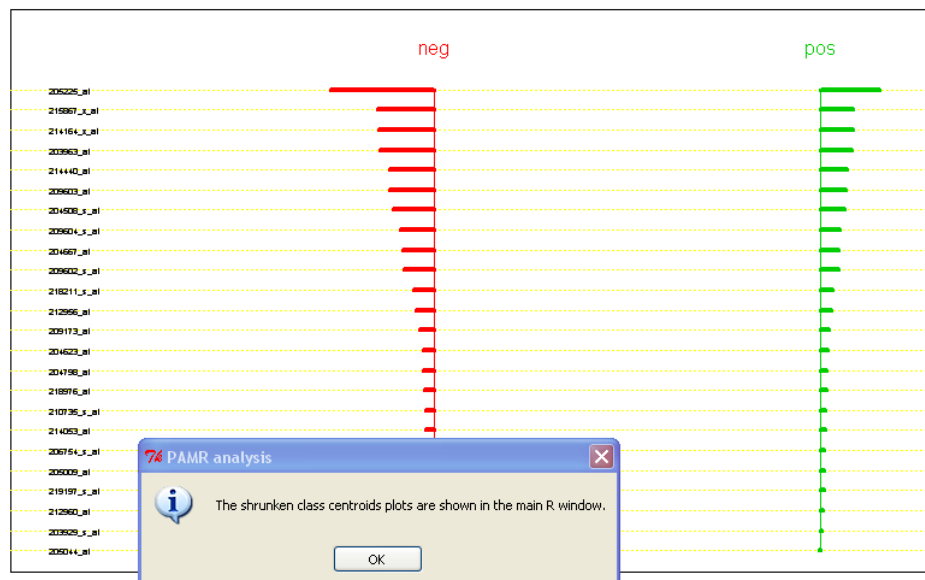 neg pos
205225_at
215867_x_at
214164_x_at
203963_at
214440_at
209603_at
204508_s_at
209604_s_at
204667_at
209602_s_at
218211_s_at
212956_at
209173_at
204623_at
204798_at
218976_at
210735_s_at
214053_at
206754_s_at
205009_at
219197_s_at
212960_at
203929_s_at
205044_at
PAMR analysis
The shrunken class centroids plots are shown in the main R window.
OK